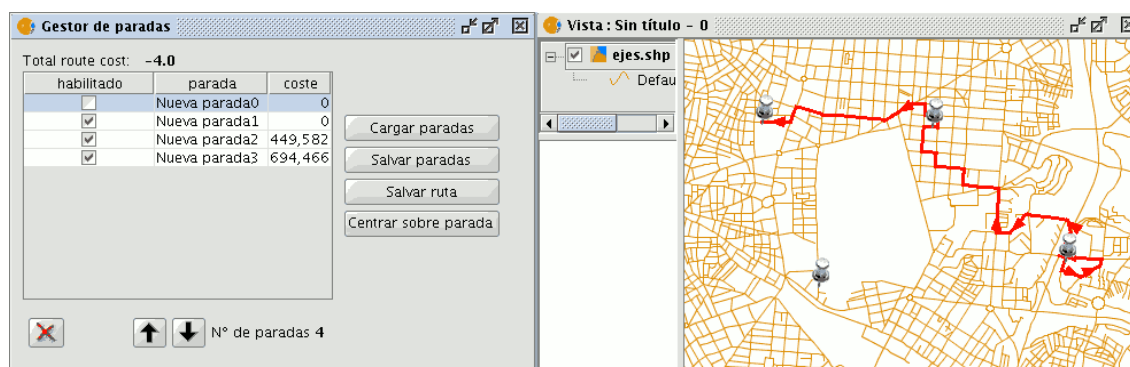 Gestor de paradas
Total route cost: -4.0
habilitado parada coste
Nueva parada0 0
Nueva parada1 0
Nueva parada2 449,582
Nueva parada3 694,466
Cargar paradas
Salvar paradas
Salvar ruta
Centrar sobre parada
N° de paradas 4
Vista : Sin título - 0
ejes.shp
Defau